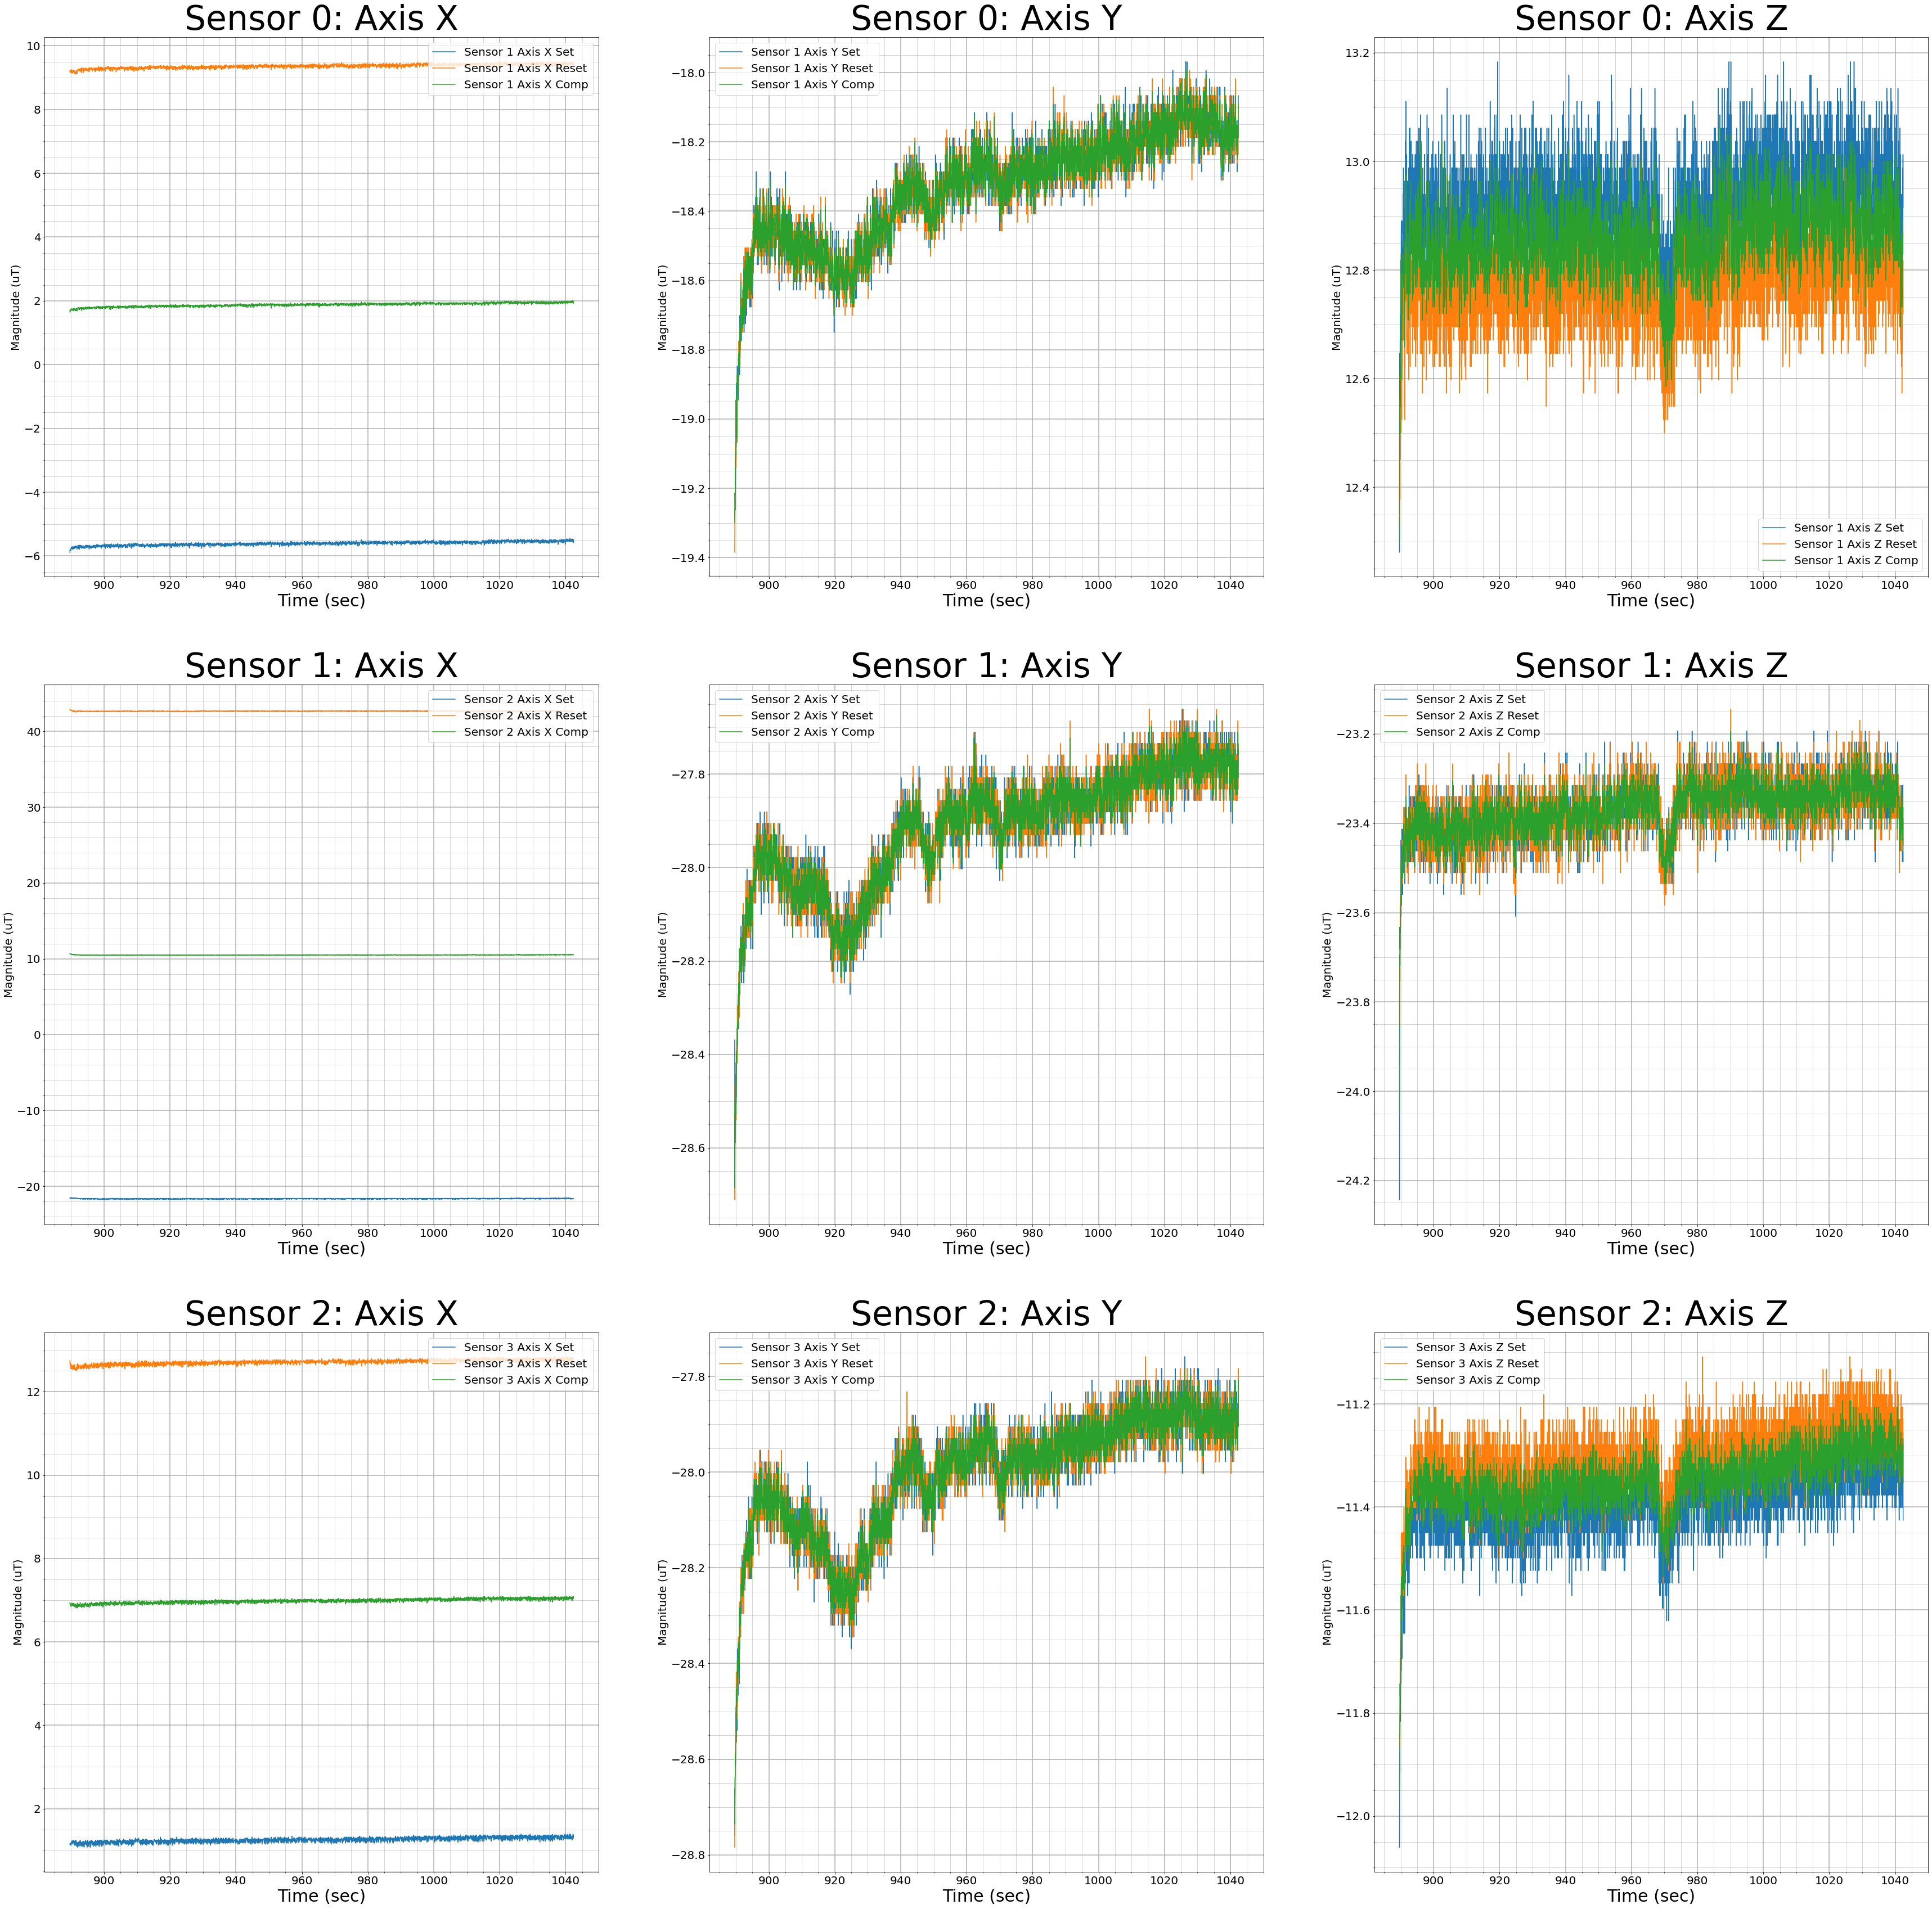 Sensor 0: Axis X
Sensor 1 Axis X Set
Sensor 1 Axis X Reset
Sensor 1 Axis X Comp
10
8
6
4
2
0
−2
−4
−6
Magnitude (uT)
900 920 940 960 980 1000 1020 1040
Time (sec)
Sensor 0: Axis Y
Sensor 1 Axis Y Set
Sensor 1 Axis Y Reset
Sensor 1 Axis Y Comp
−18.0
−18.2
−18.4
−18.6
−18.8
−19.0
−19.2
−19.4
Magnitude (uT)
900 920 940 960 980 1000 1020 1040
Time (sec)
Sensor 0: Axis Z
13.2
13.0
12.8
12.6
12.4
Magnitude (uT)
Sensor 1 Axis Z Set
Sensor 1 Axis Z Reset
Sensor 1 Axis Z Comp
900 920 940 960 980 1000 1020 1040
Time (sec)
Sensor 1: Axis X
Sensor 2 Axis X Set
Sensor 2 Axis X Reset
Sensor 2 Axis X Comp
40
30
20
10
0
−10
−20
Magnitude (uT)
900 920 940 960 980 1000 1020 1040
Time (sec)
Sensor 1: Axis Y
Sensor 2 Axis Y Set
Sensor 2 Axis Y Reset
Sensor 2 Axis Y Comp
−27.8
−28.0
−28.2
−28.4
−28.6
Magnitude (uT)
900 920 940 960 980 1000 1020 1040
Time (sec)
Sensor 1: Axis Z
Sensor 2 Axis Z Set
Sensor 2 Axis Z Reset
Sensor 2 Axis Z Comp
−23.2
−23.4
−23.6
−23.8
−24.0
−24.2
Magnitude (uT)
900 920 940 960 980 1000 1020 1040
Time (sec)
Sensor 2: Axis X
Sensor 3 Axis X Set
Sensor 3 Axis X Reset
Sensor 3 Axis X Comp
12
10
8
6
4
2
Magnitude (uT)
900 920 940 960 980 1000 1020 1040
Time (sec)
Sensor 2: Axis Y
Sensor 3 Axis Y Set
Sensor 3 Axis Y Reset
Sensor 3 Axis Y Comp
−27.8
−28.0
−28.2
−28.4
−28.6
−28.8
Magnitude (uT)
900 920 940 960 980 1000 1020 1040
Time (sec)
Sensor 2: Axis Z
Sensor 3 Axis Z Set
Sensor 3 Axis Z Reset
Sensor 3 Axis Z Comp
−11.2
−11.4
−11.6
−11.8
−12.0
Magnitude (uT)
900 920 940 960 980 1000 1020 1040
Time (sec)